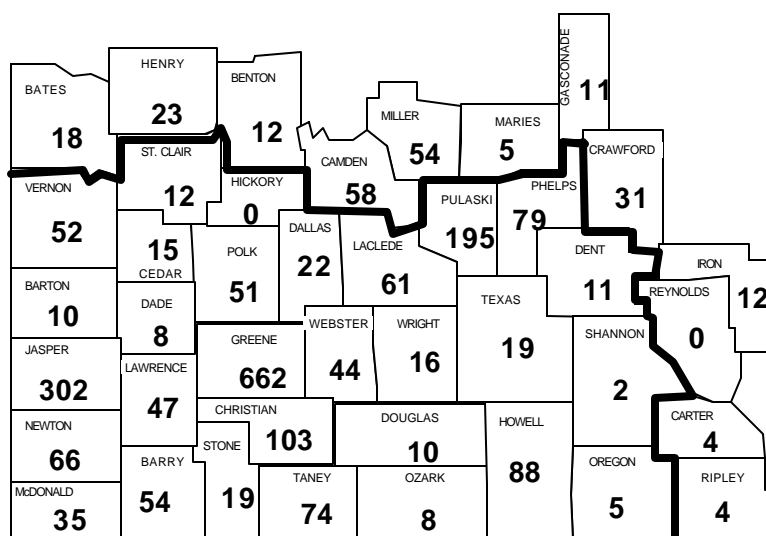 GASCONADE
11
HENRY
23
BENTON
12
BATES
18
MILLER
54
MARIES
5
CRAWFORD
31
ST. CLAIR
12
CAMDEN
58
HICKORY
0
VERNON
52
PULASKI
195
PHELPS
79
DALLAS
22
LACLEDE
61
15
CEDAR
POLK
51
DENT
11
IRON
12
BARTON
10
DADE
8
TEXAS
19
REYNOLDS
0
JASPER
302
LAWRENCE
47
GREENE
662
WEBSTER
44
WRIGHT
16
SHANNON
2
NEWTON
66
CHRISTIAN
103
DOUGLAS
10
HOWELL
88
CARTER
4
McDONALD
35
BARRY
54
STONE
19
TANEY
74
OZARK
8
OREGON
5
RIPLEY
4